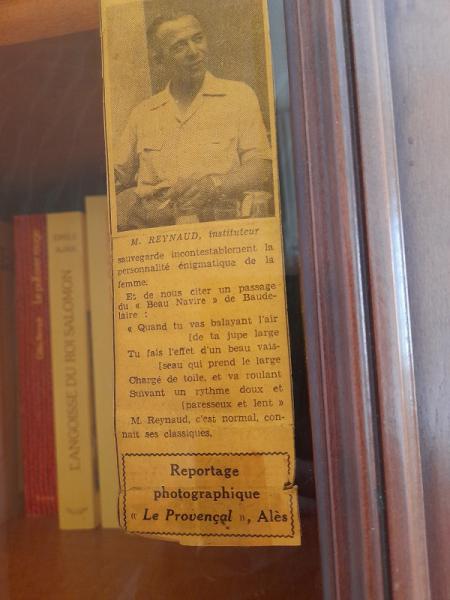 M. REYNAUD, instituteur
sauvegarde incontestablement la
personnalité énigmatique de la
femme.
Et de nous citer un passage
du « Beau Navire » de Baude-
laire :
« Quand tu vas balayant l'air
[de ta jupe large
Tu fais l'effet d'un beau vais-
[seau qui prend le large
Chargé de toile, et va roulant
Suivant un rythme doux et
[paresseux et lent »
M. Reynaud, c'est normal, con-
naît ses classiques.
Reportage
photographique
« Le Provençal », Alès
L'ANGOISSE DU ROI SALOMON
EMILE
AJAR